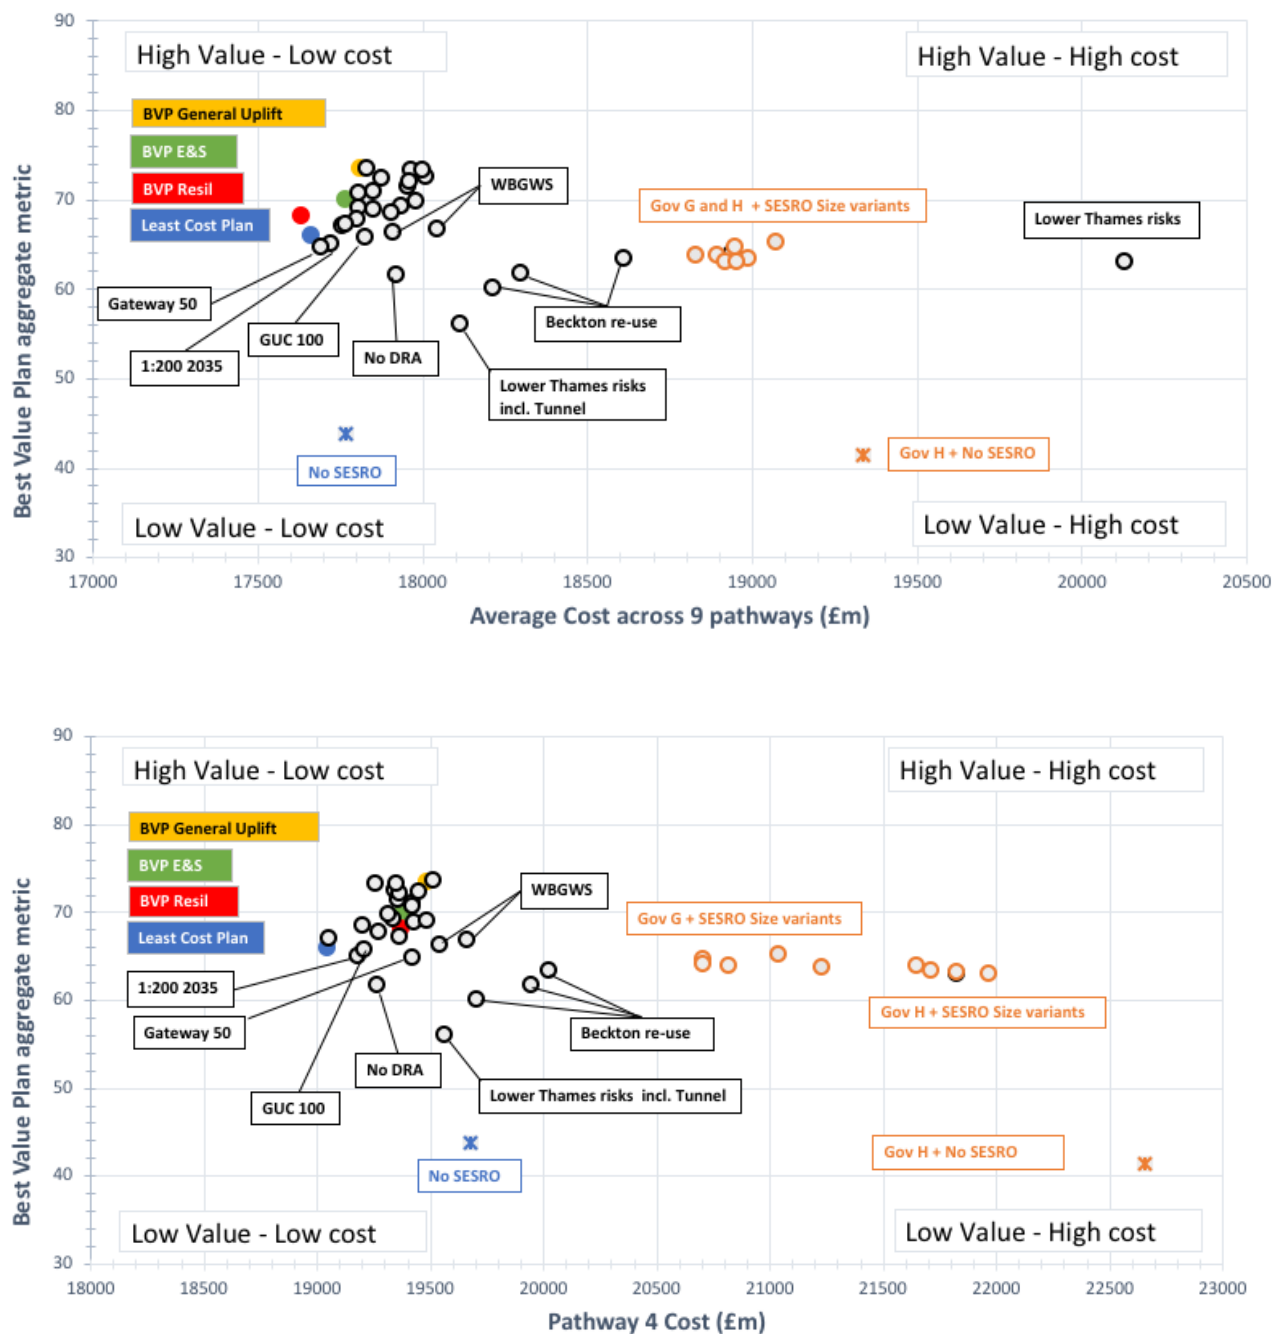 90
High Value - Low cost
High Value - High cost
80
BVP General Uplift
BVP E&S
WBGWS
BVP Resil
70
Gov G and H + SESRO Size variants
Least Cost Plan
Lower Thames risks
60
Gateway 50
Beckton re-use
GUC 100
No DRA
1:200 2035
50
Lower Thames risks
incl. Tunnel
No SESRO
Gov H + No SESRO
40
Low Value - Low cost
Low Value - High cost
30
Best Value Plan aggregate metric
17000 17500 18000 18500 19000 19500 20000 20500
Average Cost across 9 pathways (£m)
90
High Value - Low cost
High Value - High cost
80
BVP General Uplift
BVP E&S
WBGWS
BVP Resil
70
Gov G + SESRO Size variants
Least Cost Plan
1:200 2035
60
Gov H + SESRO Size variants
Gateway 50
Beckton re-use
No DRA
50
Lower Thames risks incl. Tunnel
GUC 100
No SESRO
Gov H + No SESRO
40
Low Value - Low cost
Low Value - High cost
30
Best Value Plan aggregate metric
18000 18500 19000 19500 20000 20500 21000 21500 22000 22500 23000
Pathway 4 Cost (£m)